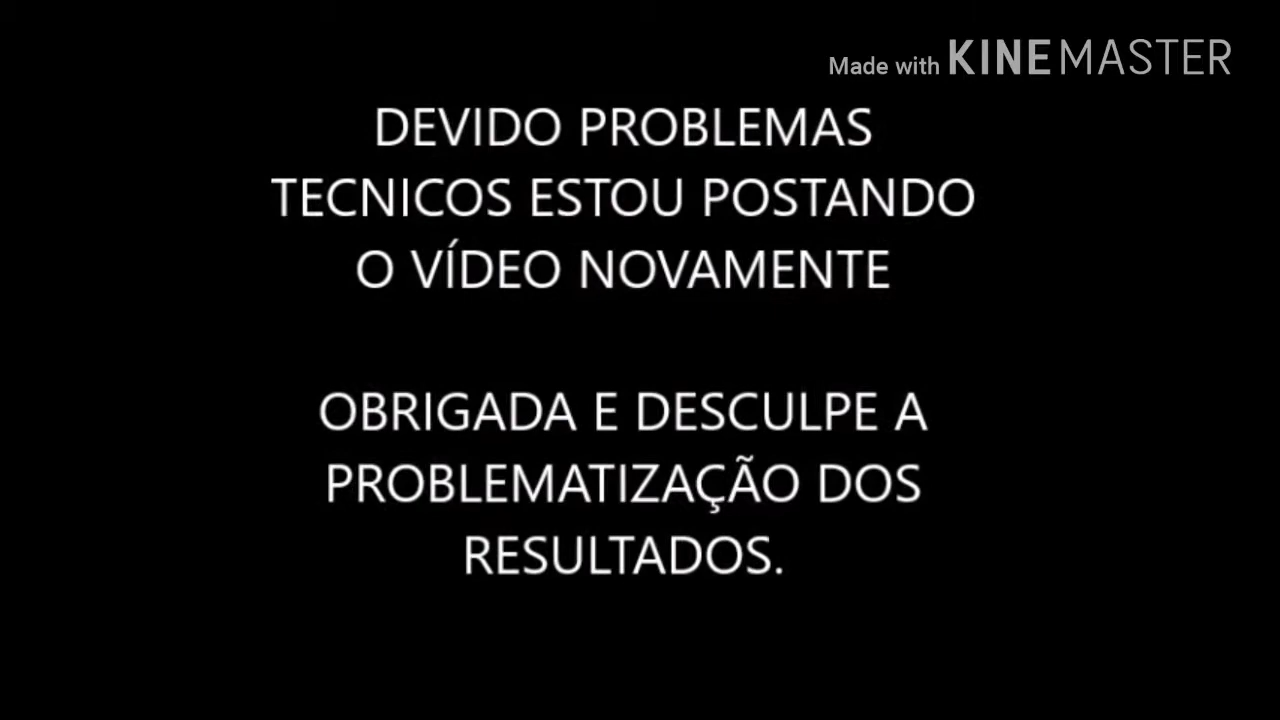 Made with KINEMASTER
DEVIDO PROBLEMAS
TECNICOS ESTOU POSTANDO
O VÍDEO NOVAMENTE
OBRIGADA E DESCULPE A
PROBLEMATIZAÇÃO DOS
RESULTADOS.